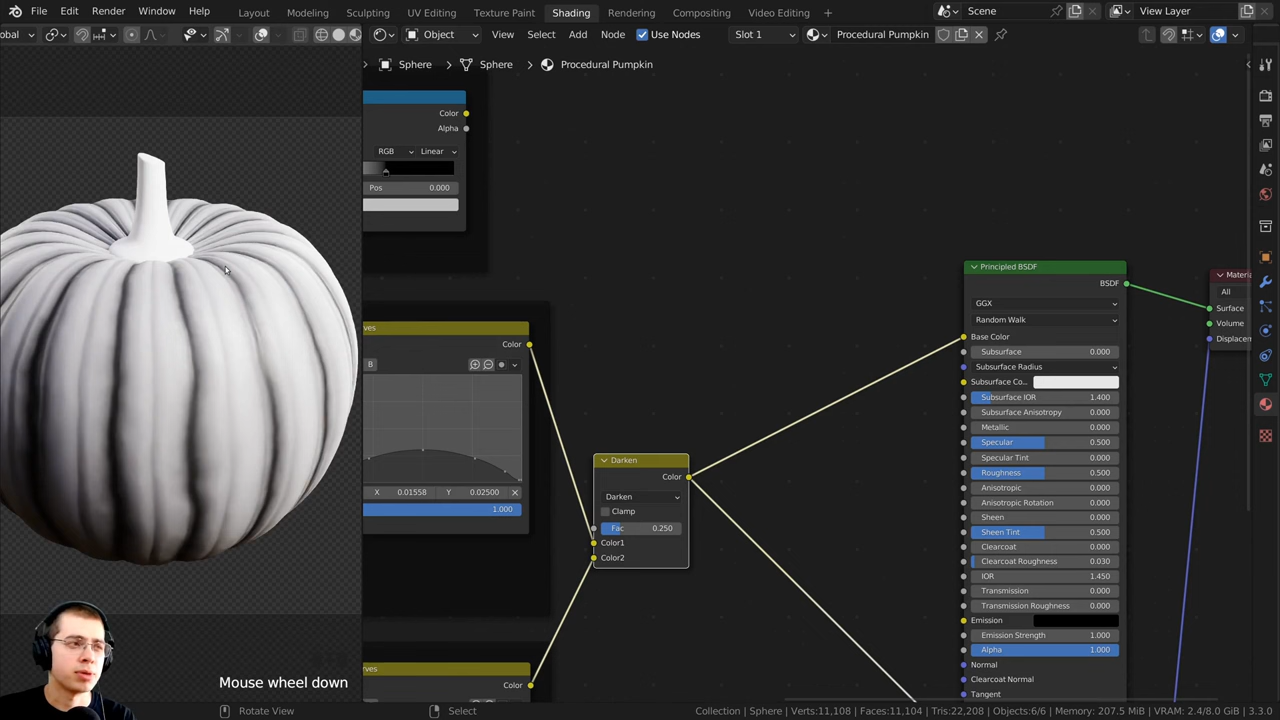 File Edit Render Window Help Layout Modeling Sculpting UV Editing Texture Paint Shading Rendering Compositing Video Editing + Scene View Layer
obal Object View Select Add Node Use Nodes Slot 1 Procedural Pumpkin
Sphere > Sphere > Procedural Pumpkin
Color
Alpha
RGB Linear
Pos 0.000
ves
Color
B
X 0.01558 Y 0.02500
1.000
ves
Color
Darken
Color
Darken
Clamp
Fac 0.250
Color1
Color2
Principled BSDF
BSDF
GGX
Random Walk
Base Color
Subsurface 0.000
Subsurface Radius
Subsurface Co...
Subsurface IOR 1.400
Subsurface Anisotropy 0.000
Metallic 0.000
Specular 0.500
Specular Tint 0.000
Roughness 0.500
Anisotropic 0.000
Anisotropic Rotation 0.000
Sheen 0.000
Sheen Tint 0.500
Clearcoat 0.000
Clearcoat Roughness 0.030
IOR 1.450
Transmission 0.000
Transmission Roughness 0.000
Emission
Emission Strength 1.000
Alpha 1.000
Normal
Clearcoat Normal
Tangent
Materia
All
Surface
Volume
Displacem
Mouse wheel down
Rotate View Select Collection | Sphere | Verts:11,108 | Faces:11,104 | Tris:22,208 | Objects:6/6 | Memory: 207.5 MiB | VRAM: 2.4/8.0 GiB | 3.3.0